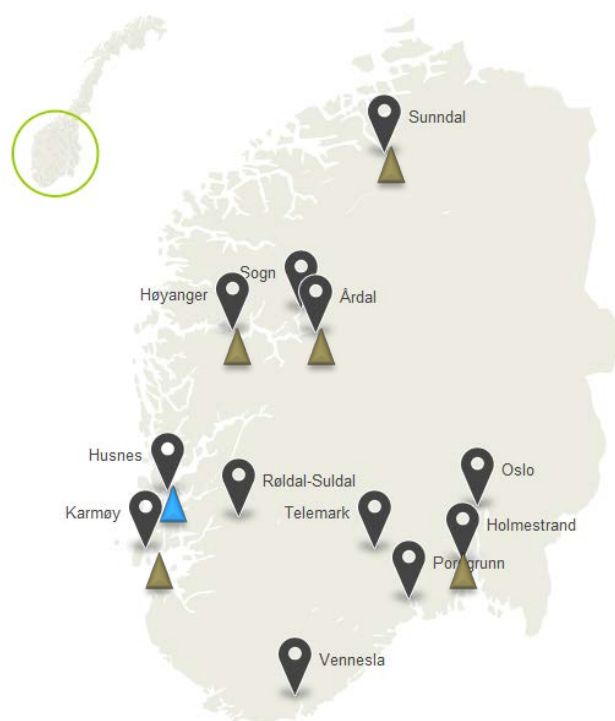 Sunndal
Sogn
Høyanger
Årdal
Husnes
Røldal-Suldal
Oslo
Karmøy
Telemark
Holmestrand
Porsgrunn
Vennesla